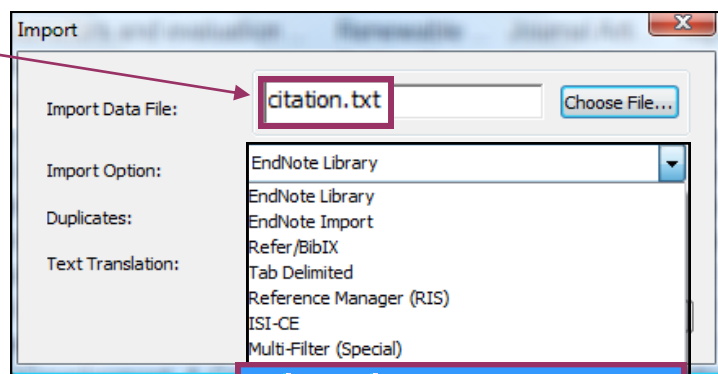 Import
Import Data File:
citation.txt
Choose File...
Import Option:
EndNote Library
EndNote Library
EndNote Import
Duplicates:
Refer/BibIX
Text Translation:
Tab Delimited
Reference Manager (RIS)
ISI-CE
Multi-Filter (Special)